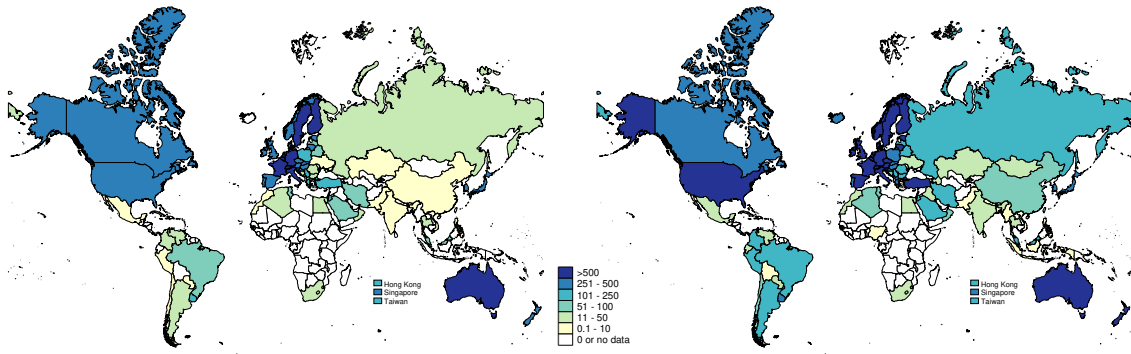 Hong Kong
Singapore
Taiwan
>500
251 - 500
101 - 250
51 - 100
11 - 50
0.1 - 10
0 or no data
Hong Kong
Singapore
Taiwan